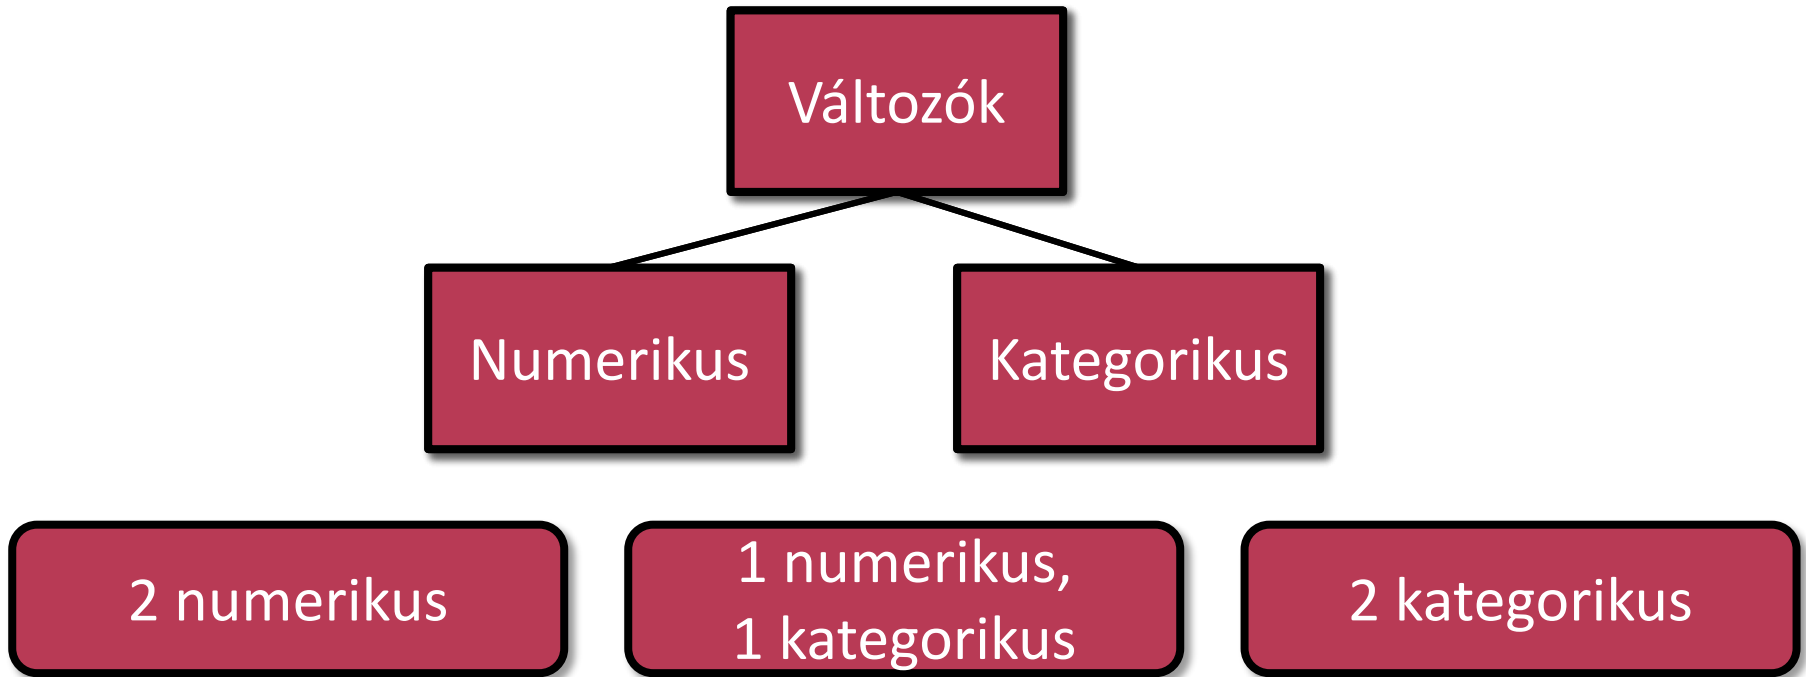 Változók
Numerikus
Kategorikus
2 numerikus
1 numerikus,
1 kategorikus
2 kategorikus